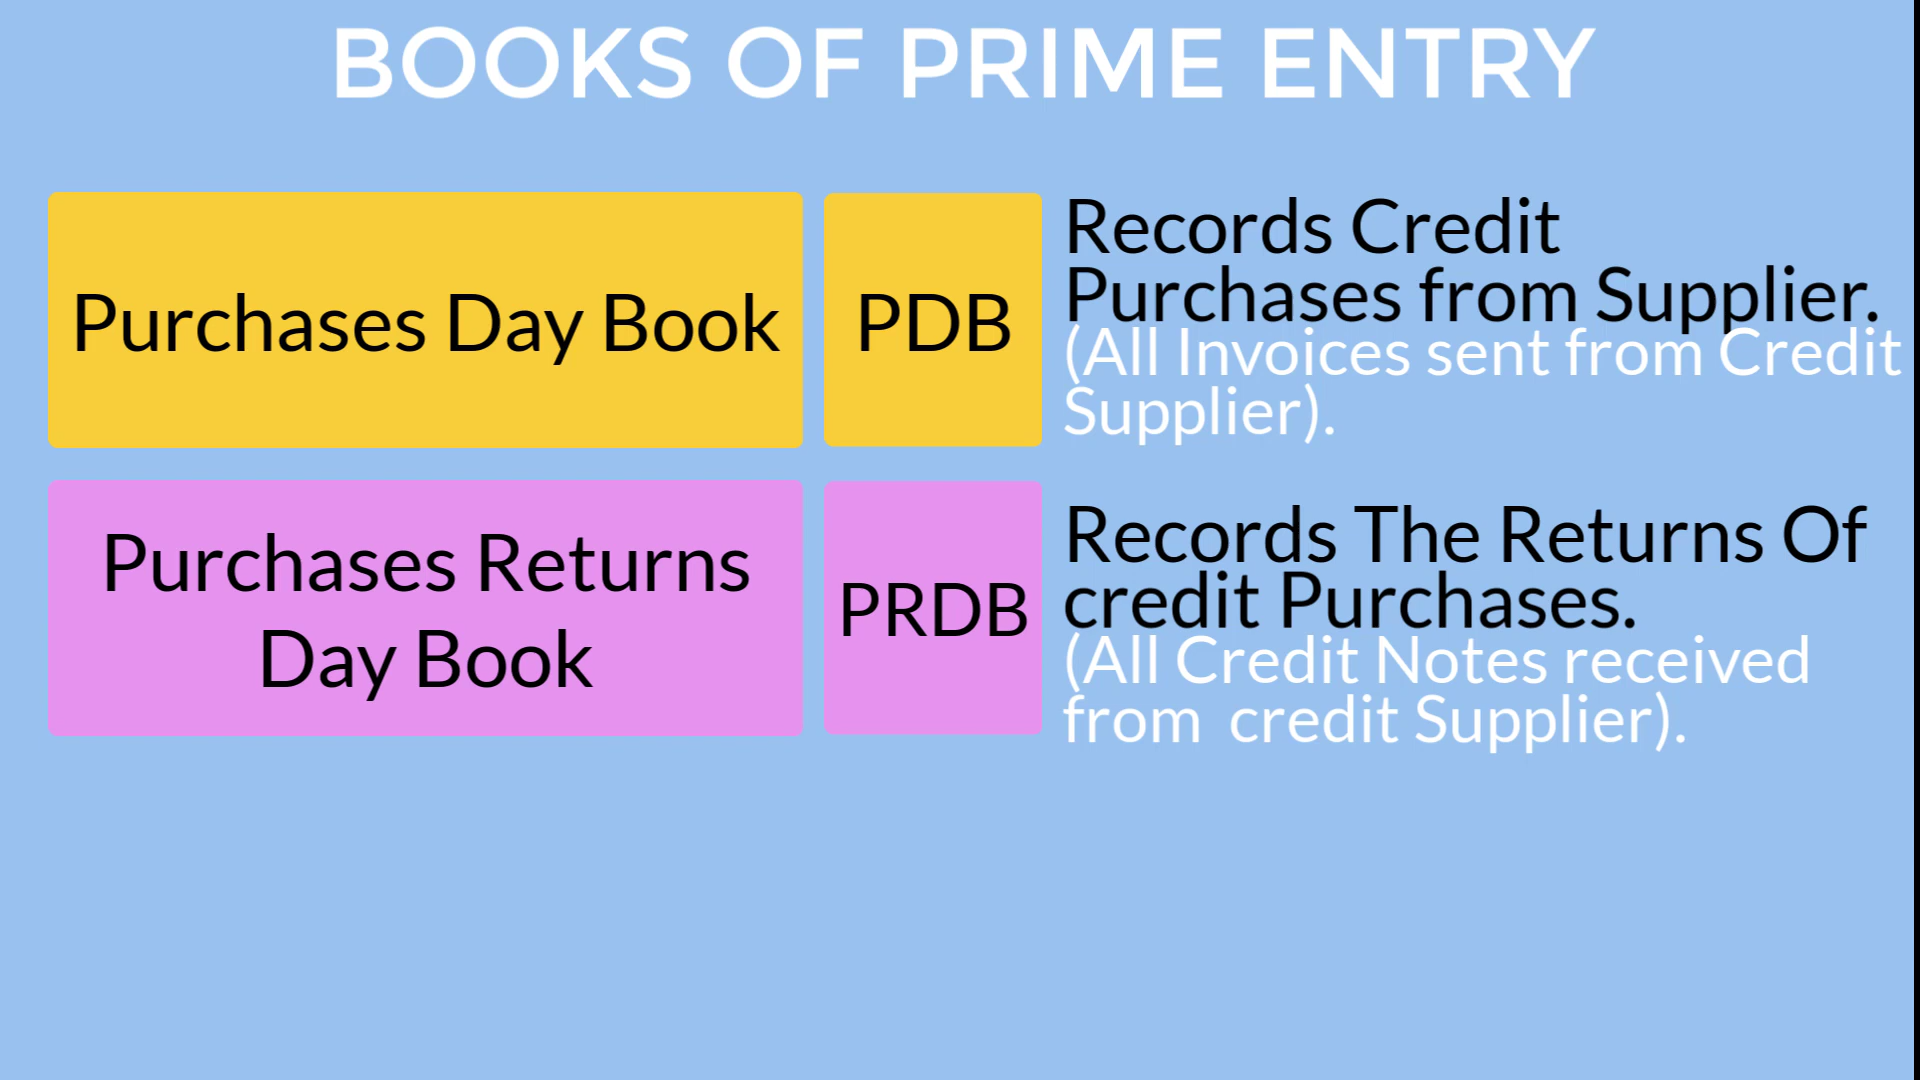 BOOKS OF PRIME ENTRY
Purchases Day Book
PDB
Records Credit
Purchases from Supplier.
(All Invoices sent from Credit
Supplier).
Purchases Returns
Day Book
PRDB
Records The Returns Of
credit Purchases.
(All Credit Notes received
from  credit Supplier).